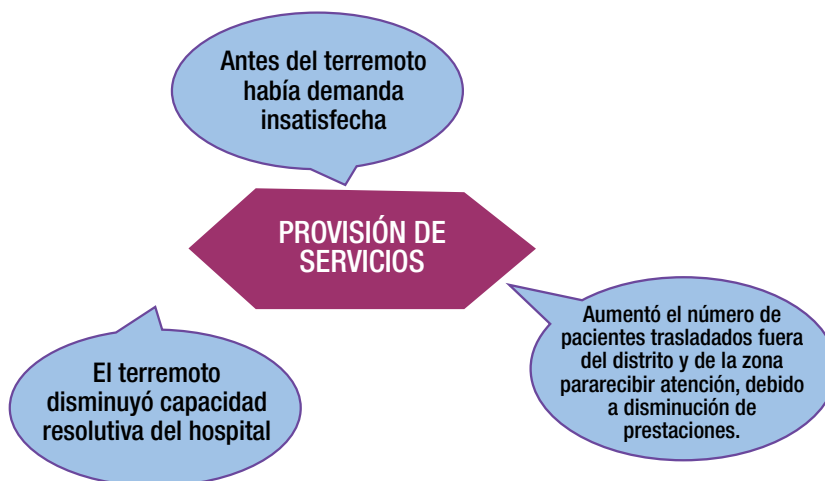 Antes del terremoto
había demanda
insatisfecha
PROVISIÓN DE
SERVICIOS
El terremoto
disminuyó capacidad
resolutiva del hospital
Aumentó el número de
pacientes trasladados fuera
del distrito y de la zona
pararecibir atención, debido
a disminución de
prestaciones.